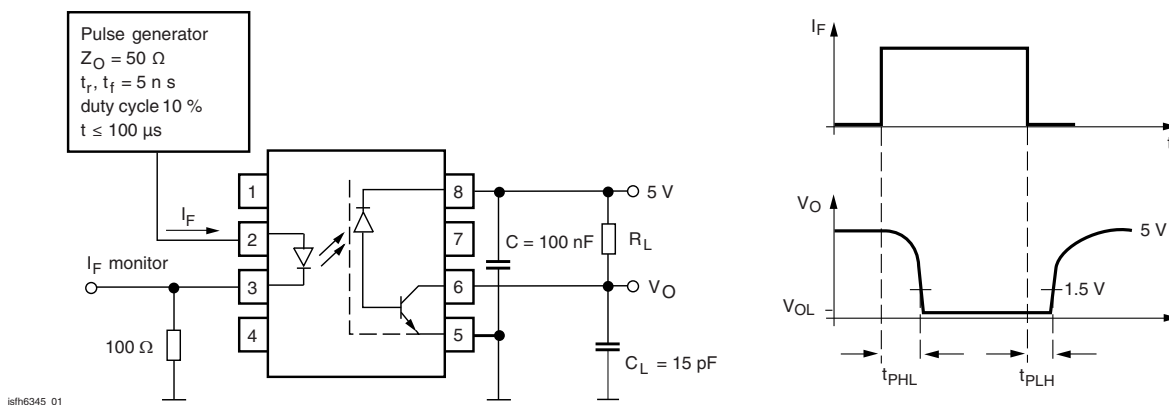 Pulse generator
Z_O = 50 Ω
t_r, t_f = 5 n s
duty cycle 10 %
t ≤ 100 μs
I_F
1
2
3
4
8
7
6
5
I_F monitor
100 Ω
5 V
C = 100 nF
R_L
V_O
C_L = 15 pF
isfh6345_01
I_F
t
V_O
5 V
1.5 V
V_OL
t_PHL
t_PLH
t